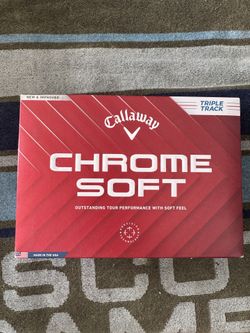 NEW & IMPROVED
Callaway
TRIPLE
TRACK
CHROME
SOFT
OUTSTANDING TOUR PERFORMANCE WITH SOFT FEEL
MADE IN THE USA